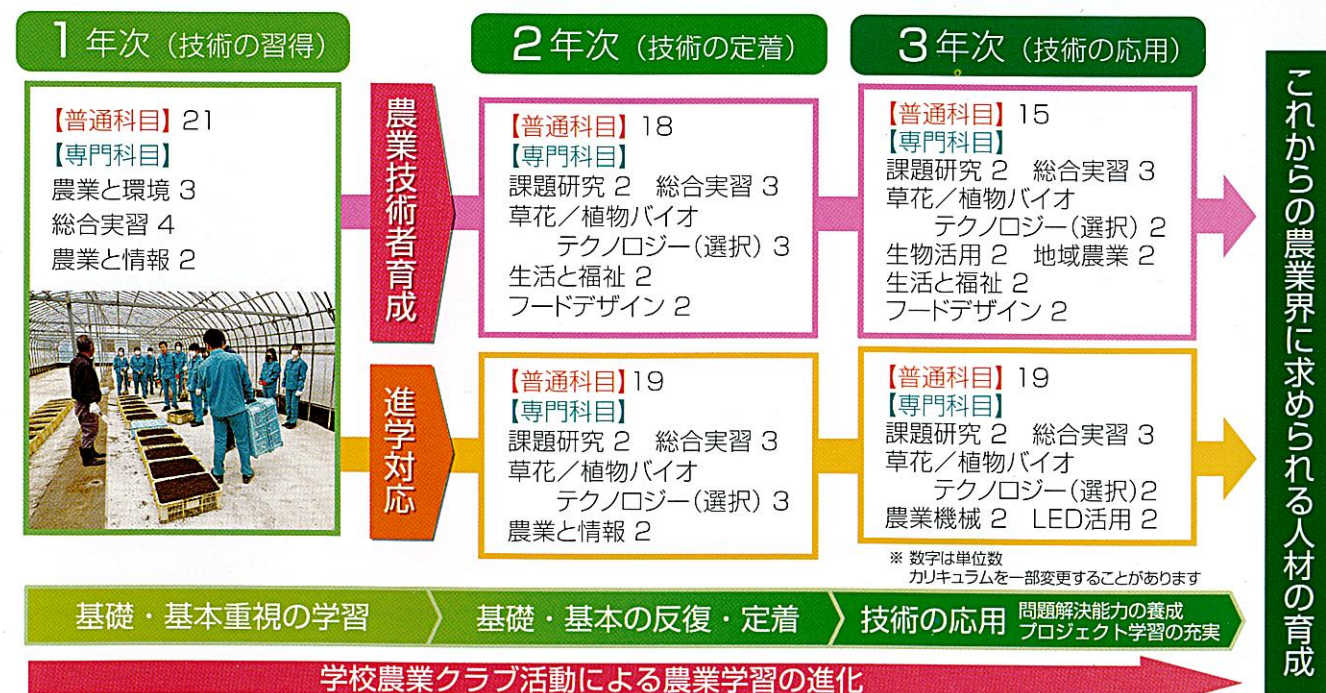 1年次（技術の習得）
【普通科目】21
【専門科目】
農業と環境 3
総合実習 4
農業と情報 2
農業技術者育成
進学対応
2年次（技術の定着）
【普通科目】18
【専門科目】
課題研究 2　総合実習 3
草花／植物バイオ
テクノロジー（選択）3
生活と福祉 2
フードデザイン 2
【普通科目】19
【専門科目】
課題研究 2　総合実習 3
草花／植物バイオ
テクノロジー（選択）3
農業と情報 2
3年次（技術の応用）
【普通科目】15
【専門科目】
課題研究 2　総合実習 3
草花／植物バイオ
テクノロジー（選択）2
生物活用 2　地域農業 2
生活と福祉 2
フードデザイン 2
【普通科目】19
【専門科目】
課題研究 2　総合実習 3
草花／植物バイオ
テクノロジー（選択）2
農業機械 2　LED活用 2
※ 数字は単位数
カリキュラムを一部変更することがあります
基礎・基本重視の学習
基礎・基本の反復・定着
技術の応用
問題解決能力の養成
プロジェクト学習の充実
学校農業クラブ活動による農業学習の進化
これからの農業界に求められる人材の育成